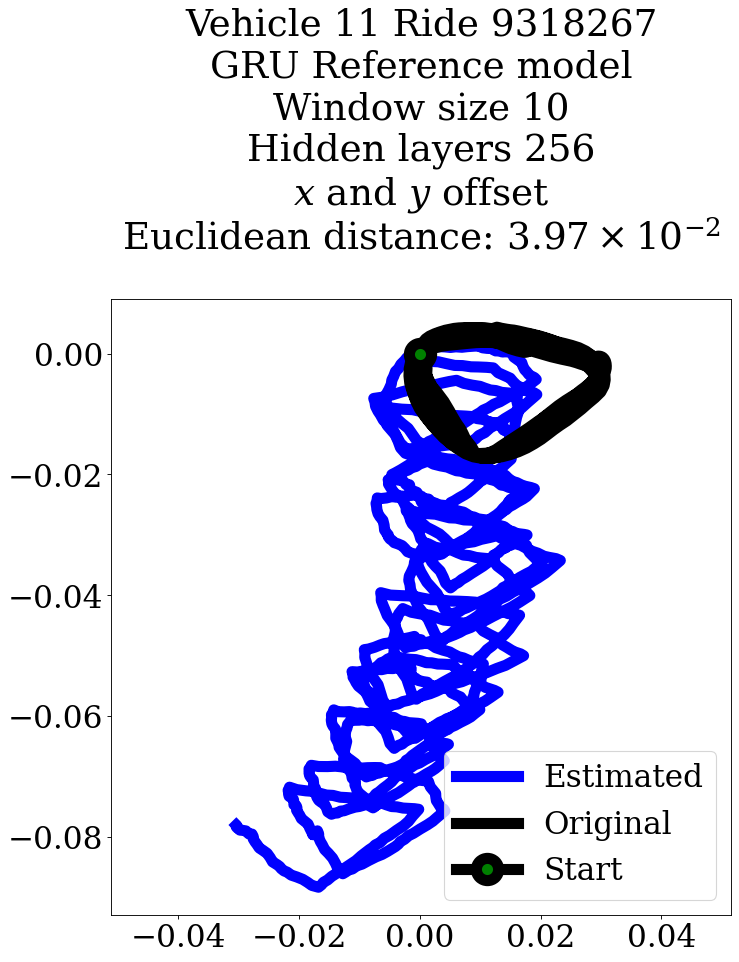 Vehicle 11 Ride 9318267
GRU Reference model
Window size 10
Hidden layers 256
x and y offset
Euclidean distance: 3.97 × 10⁻²
0.00
−0.02
−0.04
−0.06
−0.08
Estimated
Original
Start
−0.04 −0.02 0.00 0.02 0.04